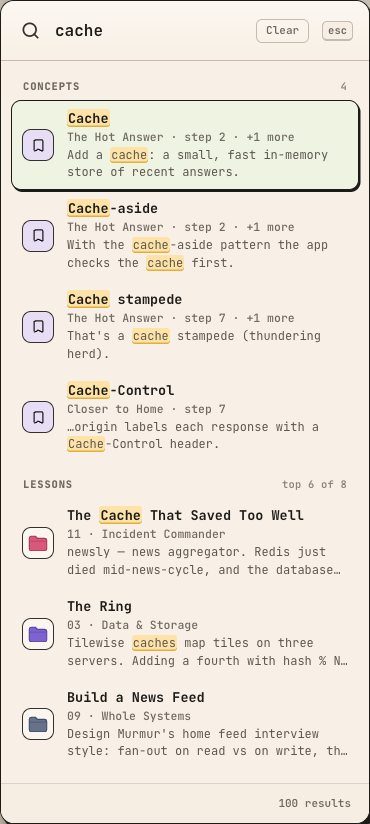 cache
Clear
esc
CONCEPTS
4
Cache
The Hot Answer · step 2 · +1 more
Add a cache: a small, fast in-memory
store of recent answers.
Cache-aside
The Hot Answer · step 2 · +1 more
With the cache-aside pattern the app
checks the cache first.
Cache stampede
The Hot Answer · step 7 · +1 more
That's a cache stampede (thundering
herd).
Cache-Control
Closer to Home · step 7
…origin labels each response with a
Cache-Control header.
LESSONS
top 6 of 8
The Cache That Saved Too Well
11 · Incident Commander
newsly — news aggregator. Redis just
died mid-news-cycle, and the database…
The Ring
03 · Data & Storage
Tilewise caches map tiles on three
servers. Adding a fourth with hash % N…
Build a News Feed
09 · Whole Systems
Design Murmur's home feed interview
style: fan-out on read vs on write, th…
100 results